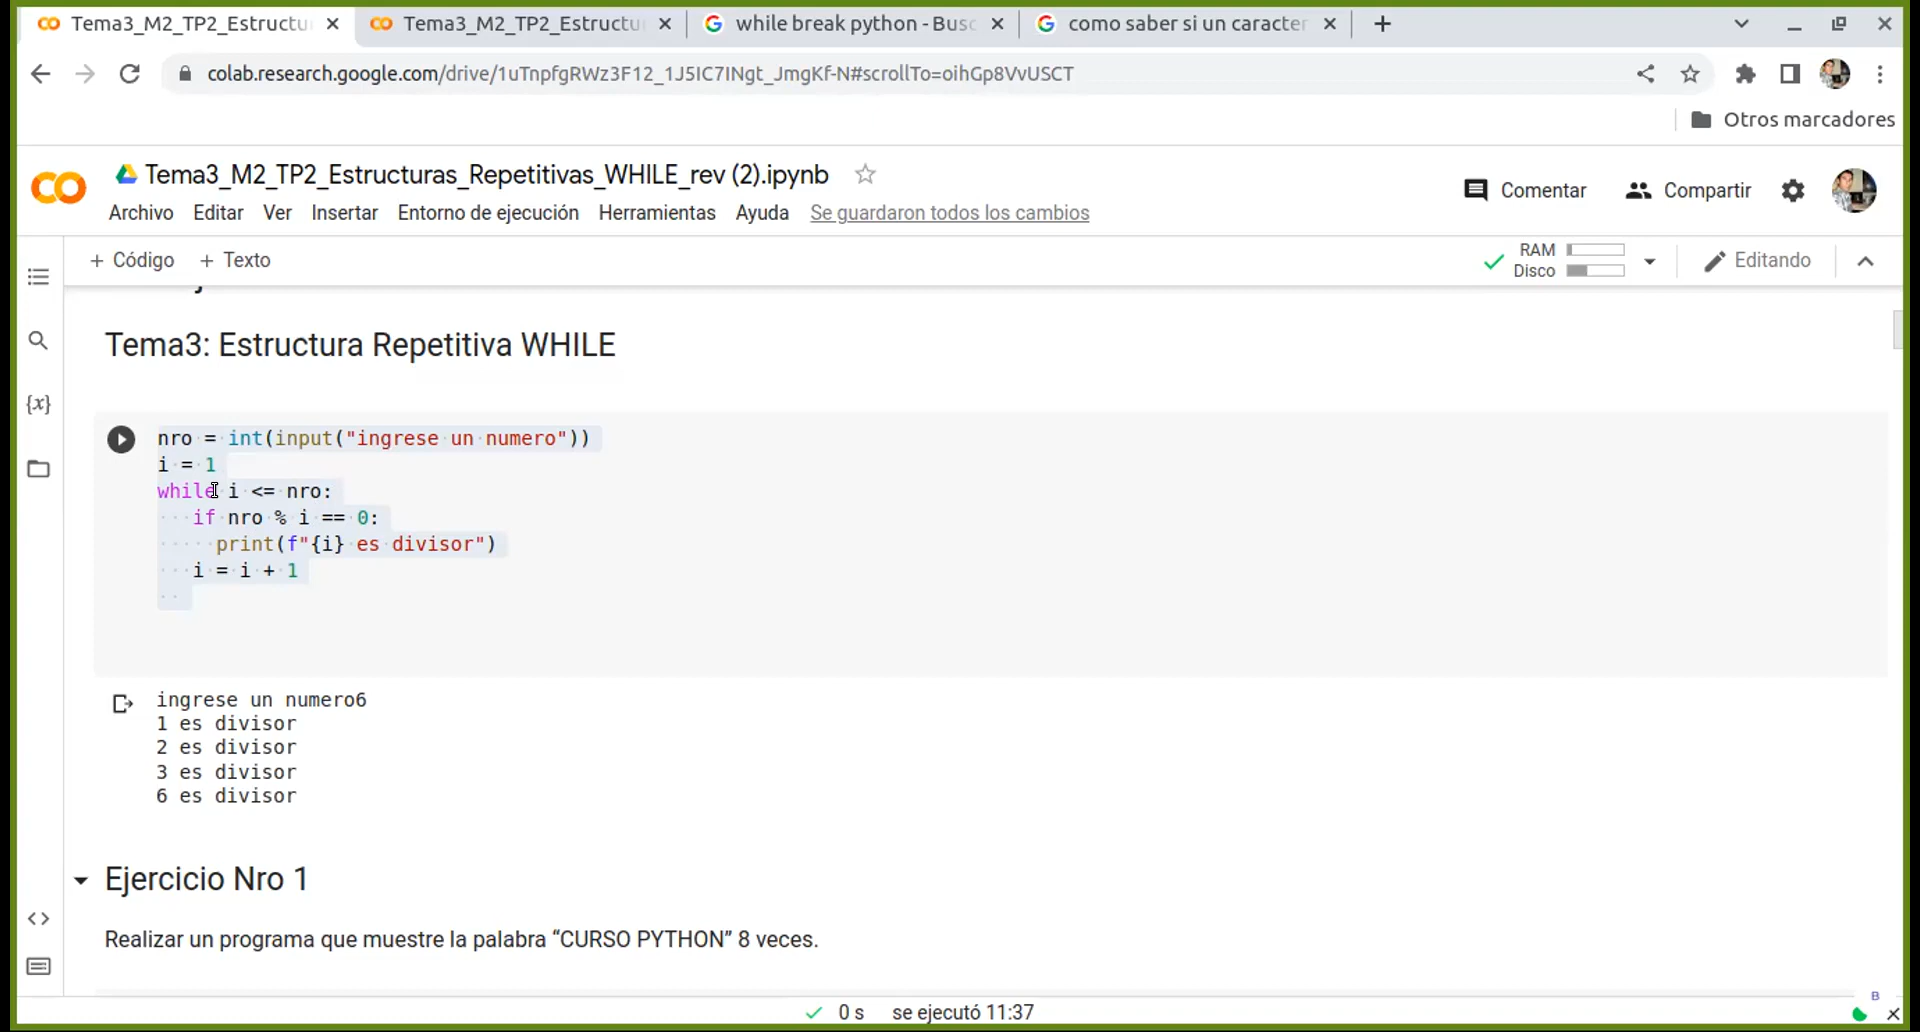 Tema3_M2_TP2_Estructu
Tema3_M2_TP2_Estructu
while break python - Busc
como saber si un caracter
colab.research.google.com/drive/1uTnpfgRWz3F12_1J5IC7INgt_JmgKf-N#scrollTo=oihGp8VvUSCT
Otros marcadores
Tema3_M2_TP2_Estructuras_Repetitivas_WHILE_rev (2).ipynb
Comentar
Compartir
Archivo Editar Ver Insertar Entorno de ejecución Herramientas Ayuda Se guardaron todos los cambios
+ Código + Texto
RAM
Disco
Editando
Tema3: Estructura Repetitiva WHILE
nro = int(input("ingrese un numero"))
i = 1
while i <= nro:
if nro % i == 0:
print(f"{i} es divisor")
i = i + 1
ingrese un numero6
1 es divisor
2 es divisor
3 es divisor
6 es divisor
Ejercicio Nro 1
Realizar un programa que muestre la palabra “CURSO PYTHON” 8 veces.
B
0 s se ejecutó 11:37